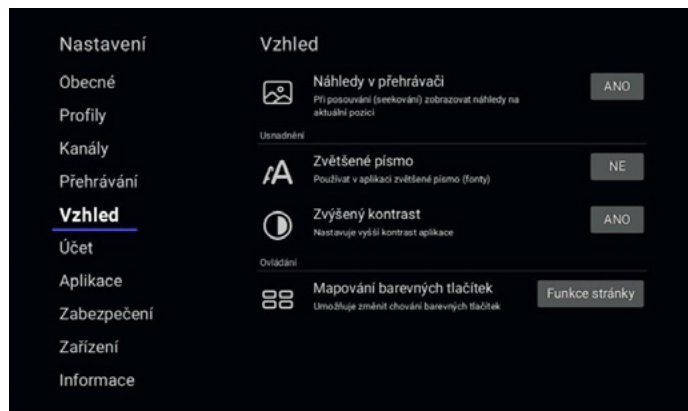 Nastavení
Obecné
Profily
Kanály
Přehrávání
Vzhled
Účet
Aplikace
Zabezpečení
Zařízení
Informace
Vzhled
Náhledy v přehrávači
Při posouvání (seekování) zobrazovat náhledy na
aktuální pozici
ANO
Usnadnění
Zvětšené písmo
Používat v aplikaci zvětšené písmo (fonty)
NE
Zvýšený kontrast
Nastavuje vyšší kontrast aplikace
ANO
Ovládání
Mapování barevných tlačítek
Umožňuje změnit chování barevných tlačítek
Funkce stránky